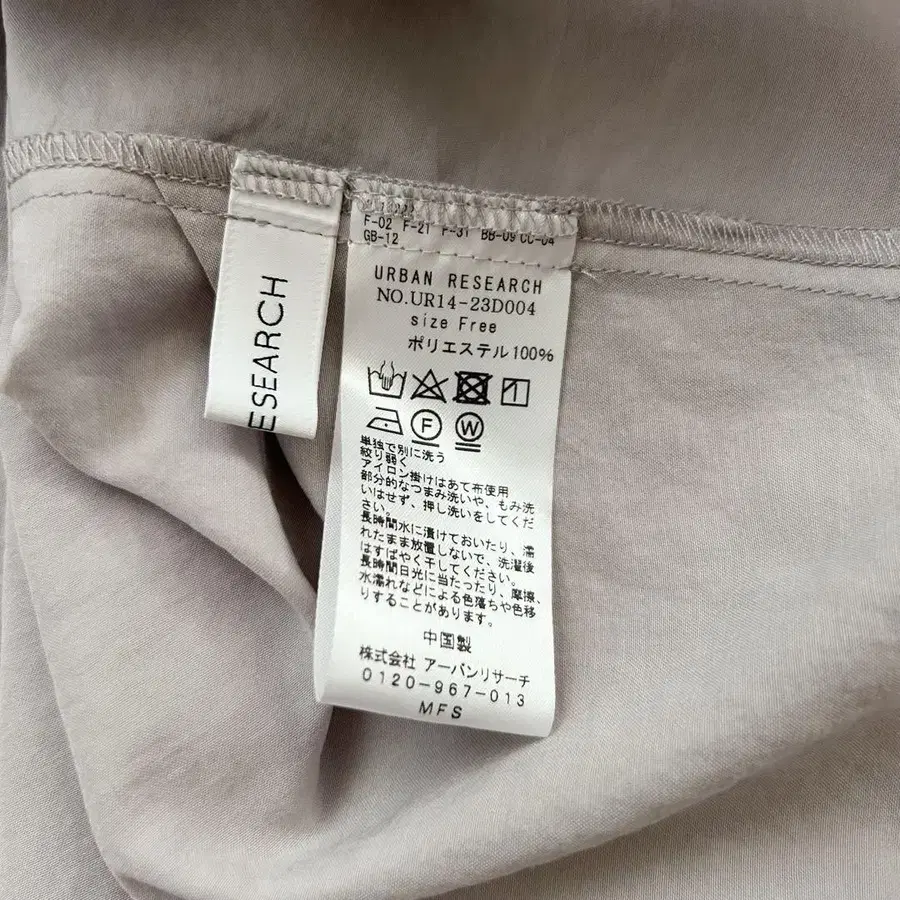 ESEARCH
F-02 F-21 F-31 BB-09 CC-04
GB-12
URBAN RESEARCH
NO.UR14-23D004
size Free
ポリエステル100%
F W
単独で別に洗う
絞り弱く
アイロン掛けはあて布使用
部分的なつまみ洗いや、もみ洗
いはせず、押し洗いをしてくだ
さい。
長時間水に漬けておいたり、濡
れたまま放置しないで、洗濯後
はすばやく干してください。
長時間日光に当たったり、摩擦、
水濡れなどによる色落ちや色移
りすることがあります。
中国製
株式会社 アーバンリサーチ
0120-967-013
MFS